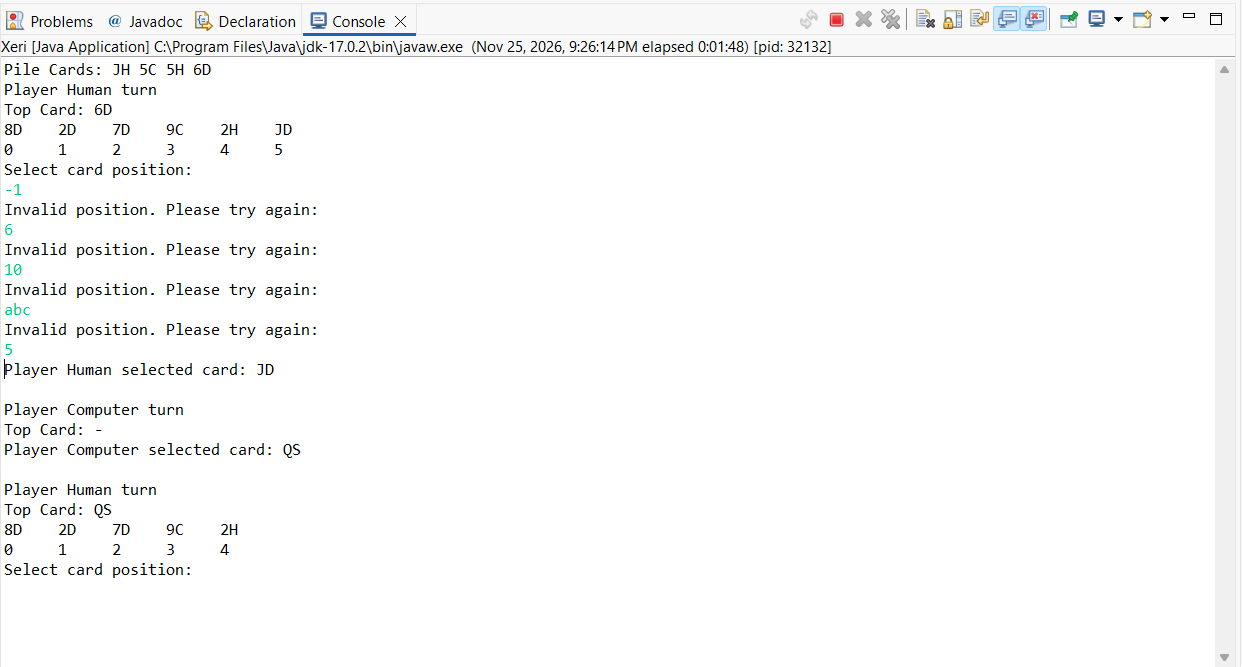 Problems @ Javadoc Declaration Console
Xeri [Java Application] C:\Program Files\Java\jdk-17.0.2\bin\javaw.exe (Nov 25, 2026, 9:26:14 PM elapsed 0:01:48) [pid: 32132]
Pile Cards: JH 5C 5H 6D
Player Human turn
Top Card: 6D
8D 2D 7D 9C 2H JD
0 1 2 3 4 5
Select card position:
-1
Invalid position. Please try again:
6
Invalid position. Please try again:
10
Invalid position. Please try again:
abc
Invalid position. Please try again:
5
Player Human selected card: JD
Player Computer turn
Top Card: -
Player Computer selected card: QS
Player Human turn
Top Card: QS
8D 2D 7D 9C 2H
0 1 2 3 4
Select card position: